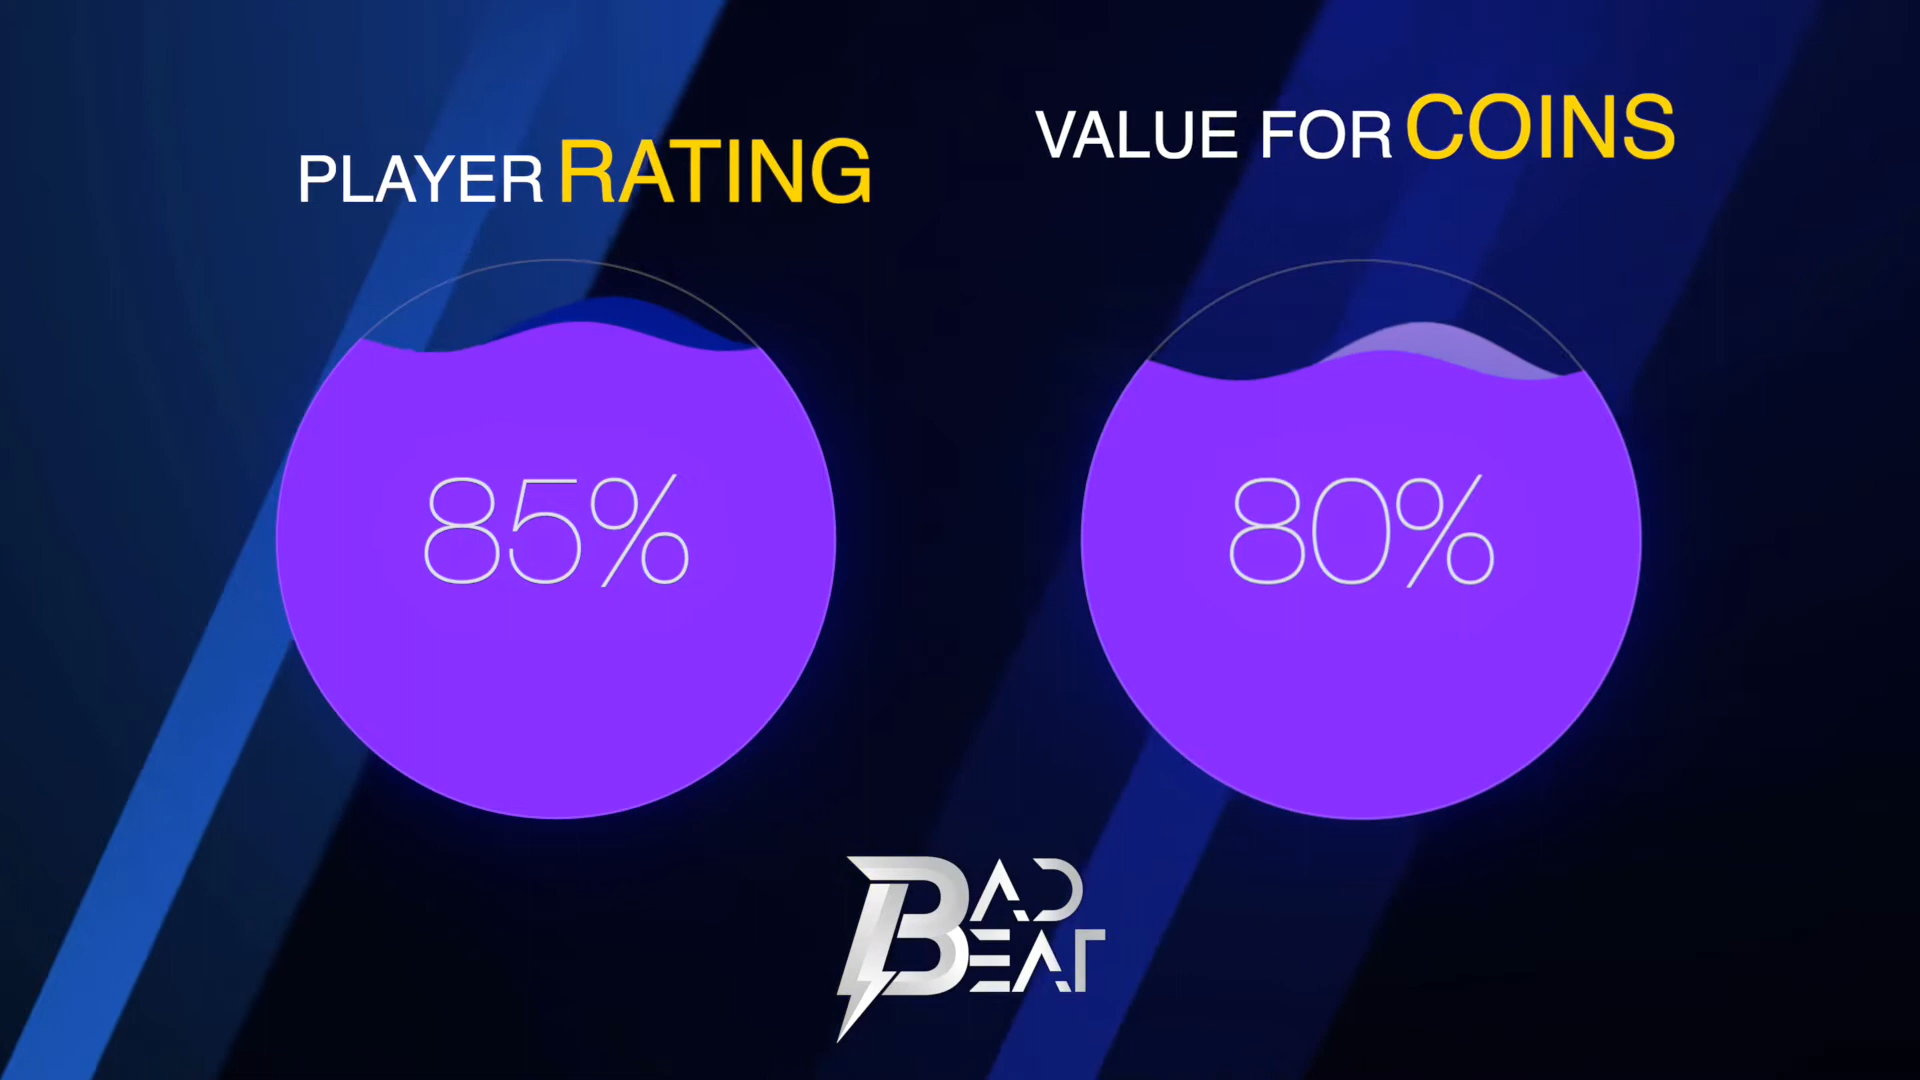 PLAYER RATING
VALUE FOR COINS
85%
80%
BAD
BEAT